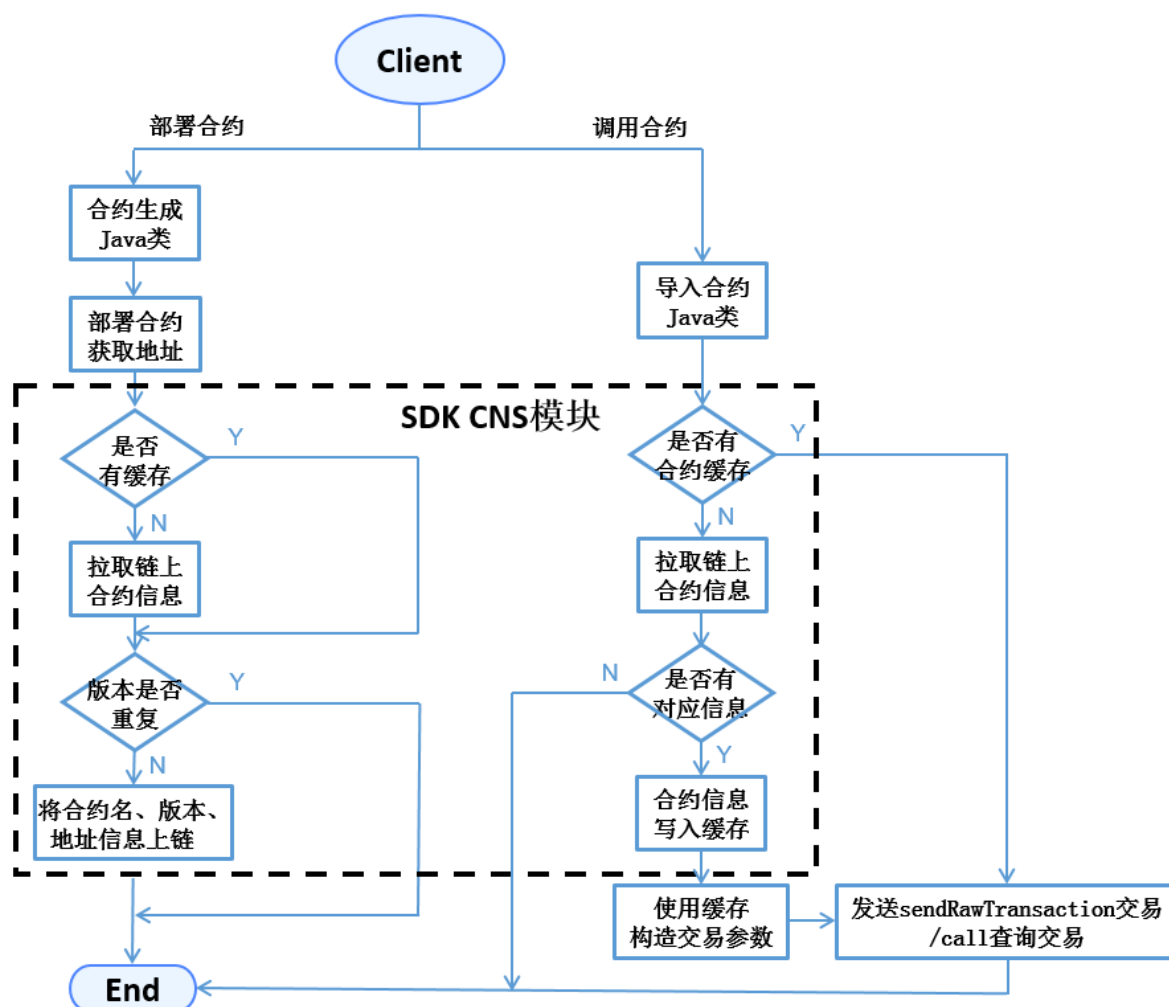 Client
部署合约
调用合约
合约生成
Java类
导入合约
Java类
部署合约
获取地址
SDK CNS模块
是否
有缓存
Y
是否有
合约缓存
Y
N
N
拉取链上
合约信息
拉取链上
合约信息
版本是否
重复
Y
N
是否有
对应信息
N
Y
将合约名、版本、
地址信息上链
合约信息
写入缓存
使用缓存
构造交易参数
发送sendRawTransaction交易
/call查询交易
End